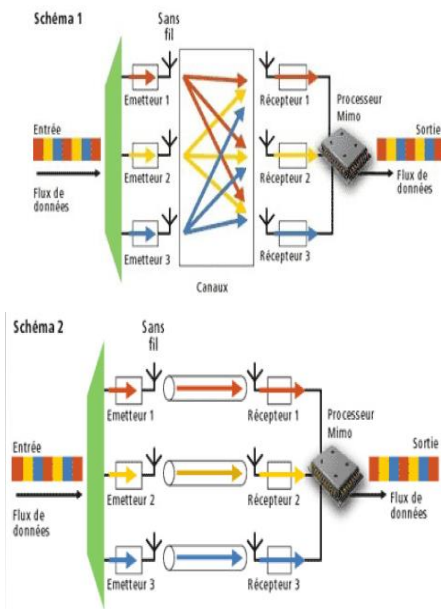 Schéma 1
Sans
fil
Emetteur 1
Récepteur 1
Processeur
Mimo
Entrée
Sortie
Flux de
données
Emetteur 2
Récepteur 2
Flux de
données
Emetteur 3
Récepteur 3
Canaux
Schéma 2
Sans
fil
Emetteur 1
Récepteur 1
Processeur
Mimo
Entrée
Sortie
Flux de
données
Emetteur 2
Récepteur 2
Flux de
données
Emetteur 3
Récepteur 3